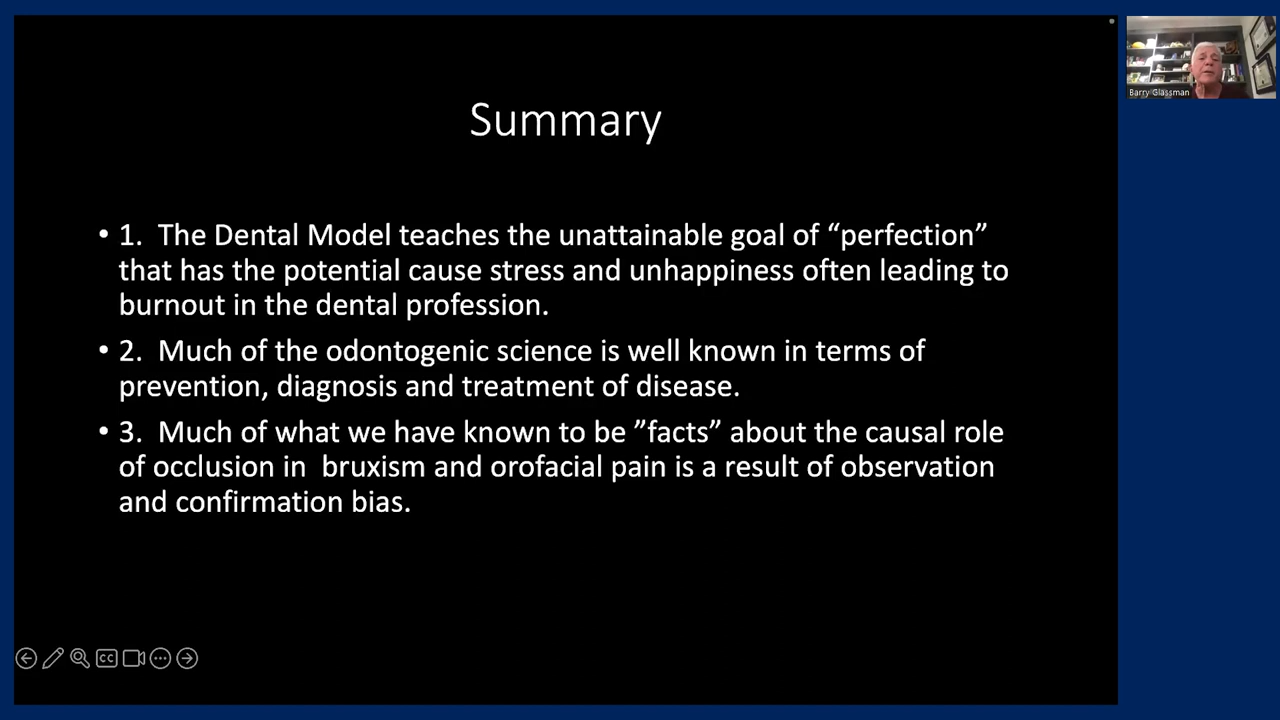 Summary
• 1.  The Dental Model teaches the unattainable goal of “perfection”
that has the potential cause stress and unhappiness often leading to
burnout in the dental profession.
• 2.  Much of the odontogenic science is well known in terms of
prevention, diagnosis and treatment of disease.
• 3.  Much of what we have known to be ”facts” about the causal role
of occlusion in  bruxism and orofacial pain is a result of observation
and confirmation bias.
Barry Glassman
CC